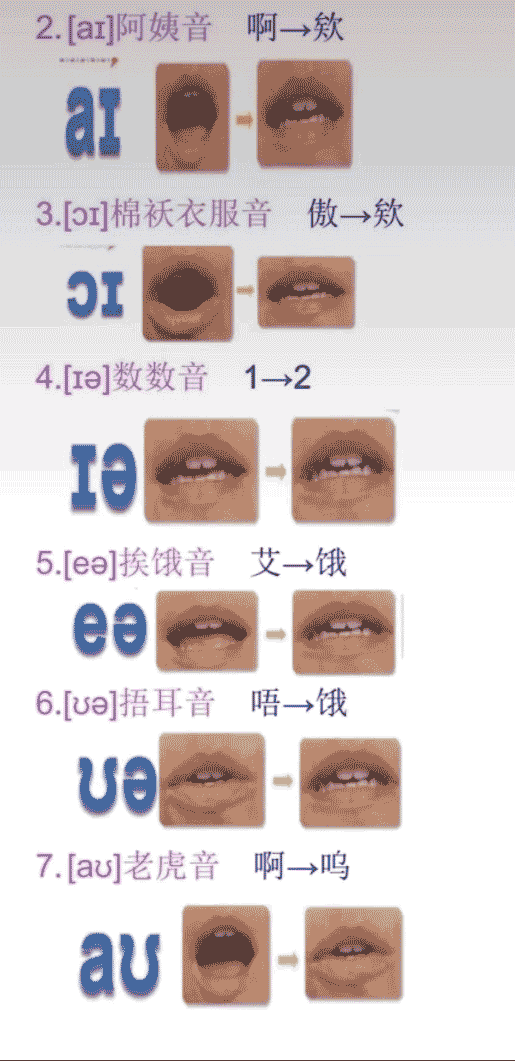 2.[aɪ]阿姨音 啊→欸
aɪ
3.[ɔɪ]棉袄衣服音 傲→欸
ɔɪ
4.[ɪə]数数音 1→2
ɪə
5.[eə]挨饿音 艾→饿
eə
6.[ʊə]捂耳音 唔→饿
ʊə
7.[aʊ]老虎音 啊→呜
aʊ